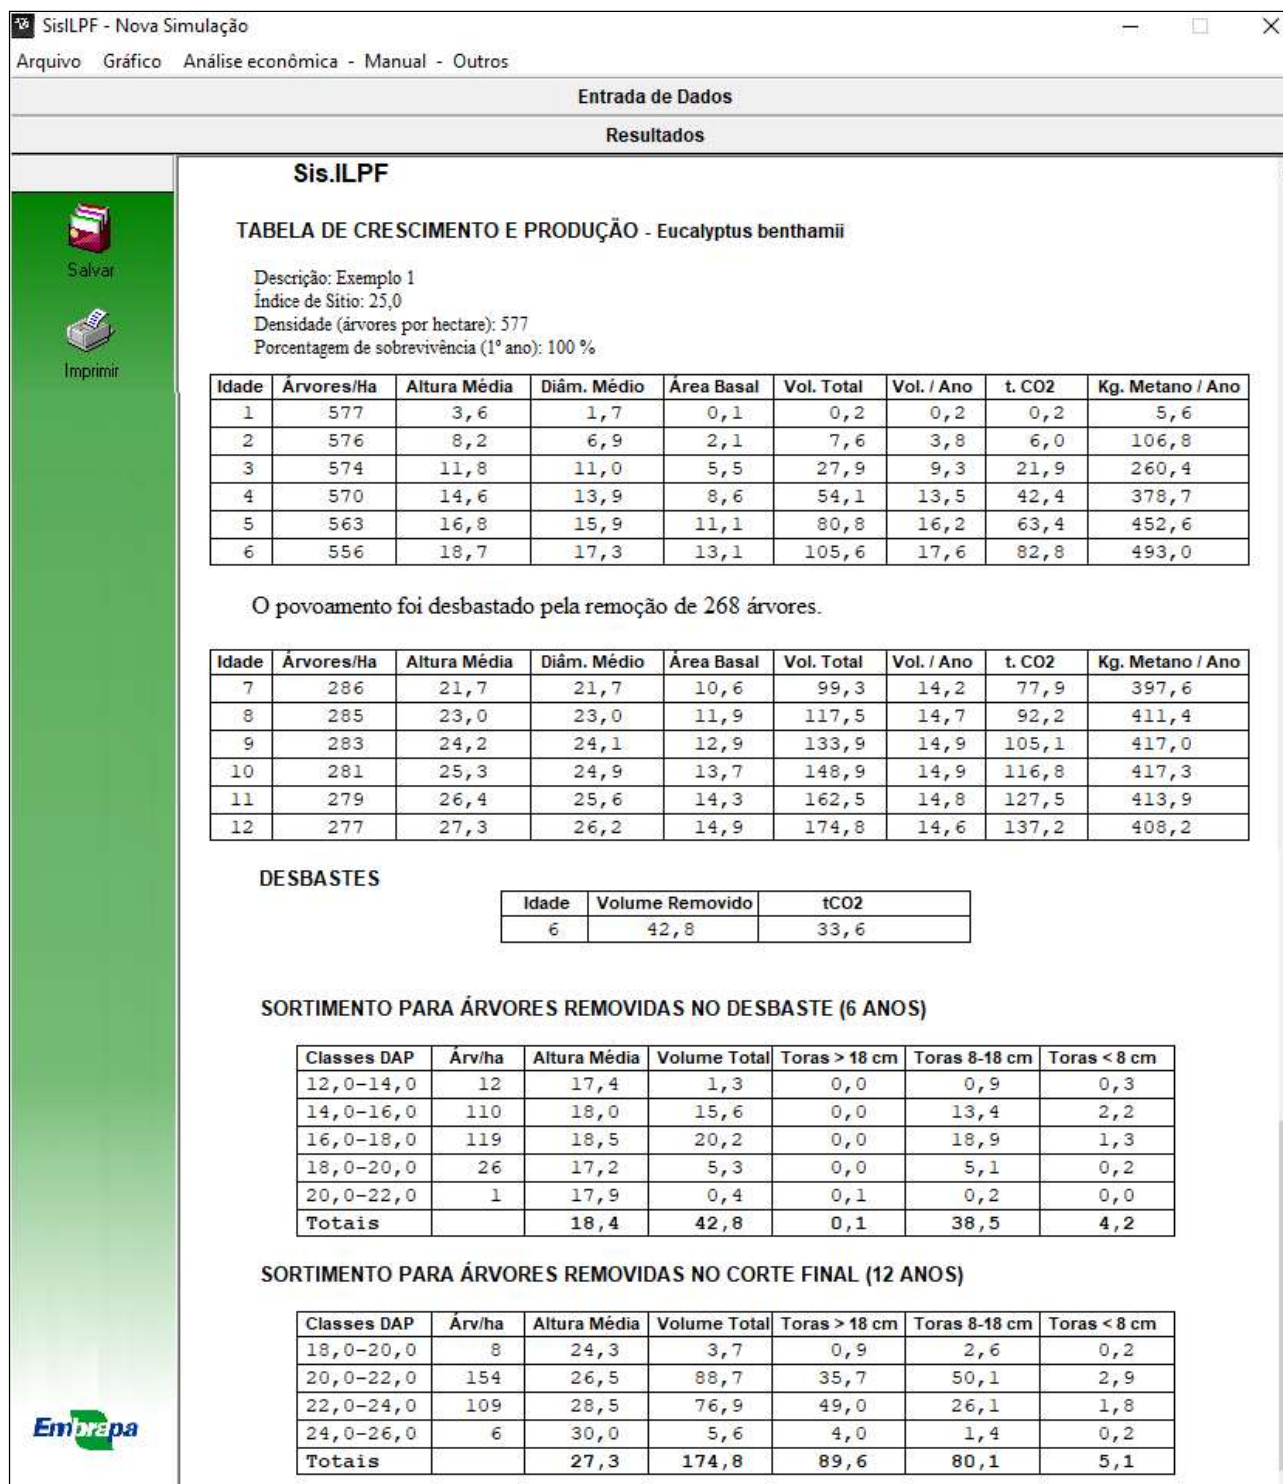 SisILPF - Nova Simulação
Arquivo Gráfico Análise econômica - Manual - Outros
Entrada de Dados
Resultados
Salvar
Imprimir
Sis.ILPF
TABELA DE CRESCIMENTO E PRODUÇÃO - Eucalyptus benthamii
Descrição: Exemplo 1
Índice de Sítio: 25,0
Densidade (árvores por hectare): 577
Porcentagem de sobrevivência (1º ano): 100 %
Idade Árvores/Ha Altura Média Diâm. Médio Área Basal Vol. Total Vol. / Ano t. CO2 Kg. Metano / Ano
1 577 3,6 1,7 0,1 0,2 0,2 0,2 5,6
2 576 8,2 6,9 2,1 7,6 3,8 6,0 106,8
3 574 11,8 11,0 5,5 27,9 9,3 21,9 260,4
4 570 14,6 13,9 8,6 54,1 13,5 42,4 378,7
5 563 16,8 15,9 11,1 80,8 16,2 63,4 452,6
6 556 18,7 17,3 13,1 105,6 17,6 82,8 493,0
O povoamento foi desbastado pela remoção de 268 árvores.
Idade Árvores/Ha Altura Média Diâm. Médio Área Basal Vol. Total Vol. / Ano t. CO2 Kg. Metano / Ano
7 286 21,7 21,7 10,6 99,3 14,2 77,9 397,6
8 285 23,0 23,0 11,9 117,5 14,7 92,2 411,4
9 283 24,2 24,1 12,9 133,9 14,9 105,1 417,0
10 281 25,3 24,9 13,7 148,9 14,9 116,8 417,3
11 279 26,4 25,6 14,3 162,5 14,8 127,5 413,9
12 277 27,3 26,2 14,9 174,8 14,6 137,2 408,2
DESBASTES
Idade Volume Removido tCO2
6 42,8 33,6
SORTIMENTO PARA ÁRVORES REMOVIDAS NO DESBASTE (6 ANOS)
Classes DAP Árv/ha Altura Média Volume Total Toras > 18 cm Toras 8-18 cm Toras < 8 cm
12,0-14,0 12 17,4 1,3 0,0 0,9 0,3
14,0-16,0 110 18,0 15,6 0,0 13,4 2,2
16,0-18,0 119 18,5 20,2 0,0 18,9 1,3
18,0-20,0 26 17,2 5,3 0,0 5,1 0,2
20,0-22,0 1 17,9 0,4 0,1 0,2 0,0
Totais 18,4 42,8 0,1 38,5 4,2
SORTIMENTO PARA ÁRVORES REMOVIDAS NO CORTE FINAL (12 ANOS)
Classes DAP Árv/ha Altura Média Volume Total Toras > 18 cm Toras 8-18 cm Toras < 8 cm
18,0-20,0 8 24,3 3,7 0,9 2,6 0,2
20,0-22,0 154 26,5 88,7 35,7 50,1 2,9
22,0-24,0 109 28,5 76,9 49,0 26,1 1,8
24,0-26,0 6 30,0 5,6 4,0 1,4 0,2
Totais 27,3 174,8 89,6 80,1 5,1
Embrapa